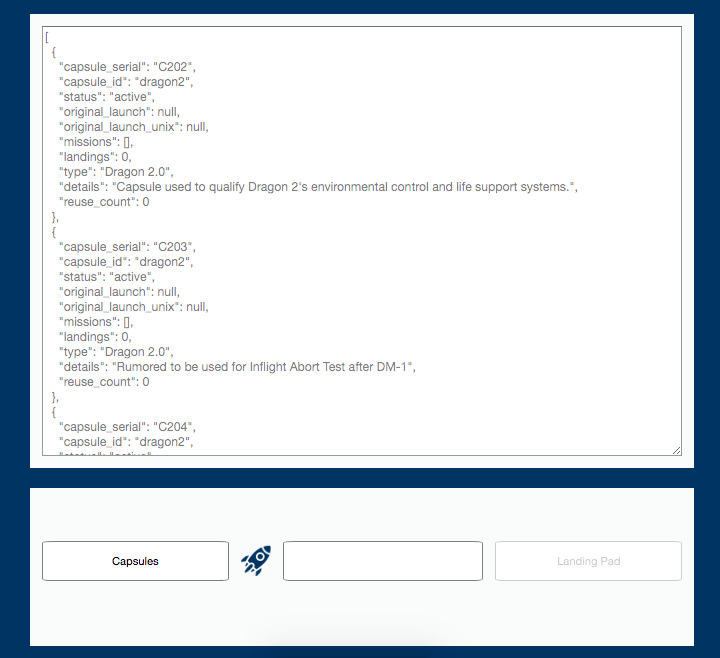 [
{
"capsule_serial": "C202",
"capsule_id": "dragon2",
"status": "active",
"original_launch": null,
"original_launch_unix": null,
"missions": [],
"landings": 0,
"type": "Dragon 2.0",
"details": "Capsule used to qualify Dragon 2's environmental control and life support systems.",
"reuse_count": 0
},
{
"capsule_serial": "C203",
"capsule_id": "dragon2",
"status": "active",
"original_launch": null,
"original_launch_unix": null,
"missions": [],
"landings": 0,
"type": "Dragon 2.0",
"details": "Rumored to be used for Inflight Abort Test after DM-1",
"reuse_count": 0
},
{
"capsule_serial": "C204",
"capsule_id": "dragon2",
"status": "active"
Capsules
Landing Pad